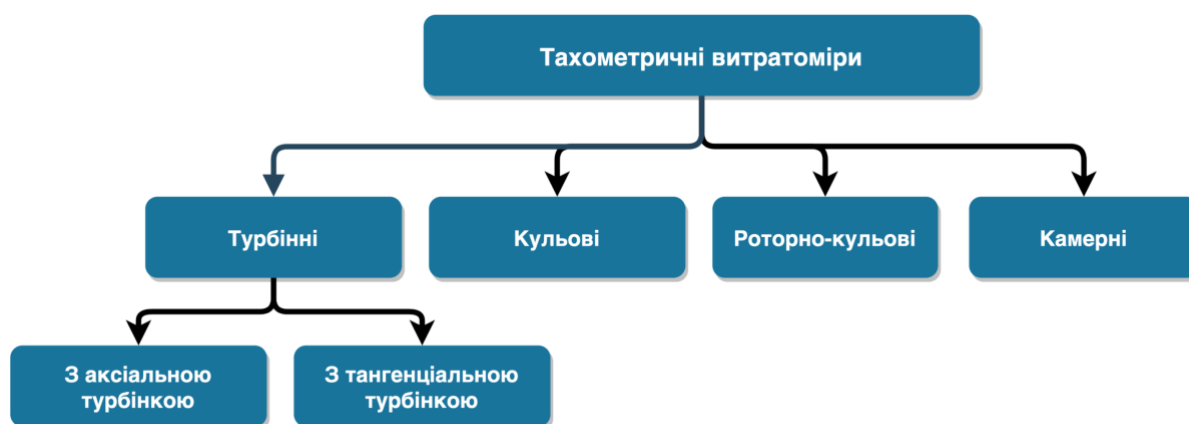 Тахометричні витратоміри
Турбінні
Кульові
Роторно-кульові
Камерні
З аксіальною
турбінкою
З тангенціальною
турбінкою